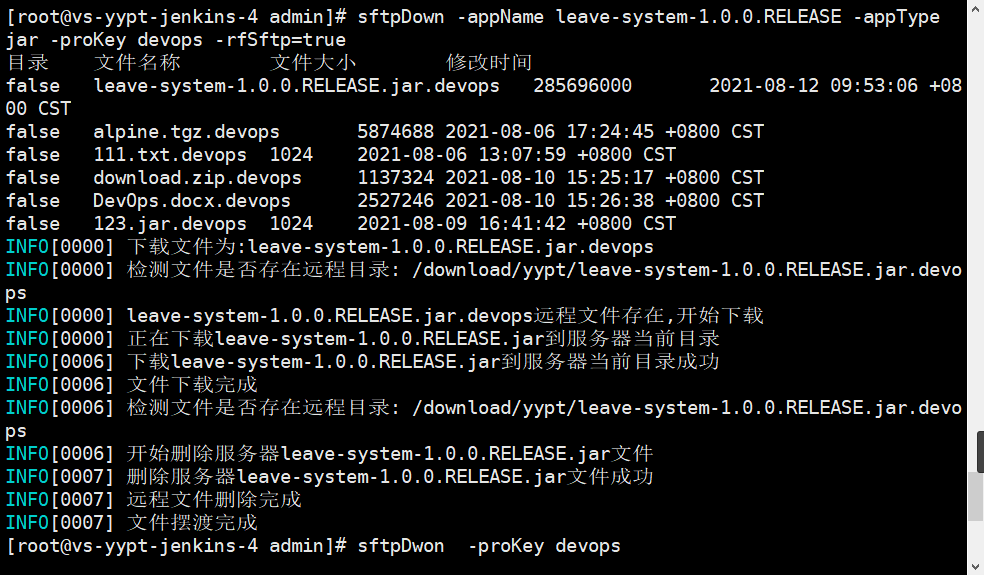 [root@vs-yypt-jenkins-4 admin]# sftpDown -appName leave-system-1.0.0.RELEASE -appType
jar -proKey devops -rfSftp=true
目录    文件名称        文件大小        修改时间
false   leave-system-1.0.0.RELEASE.jar.devops   285696000       2021-08-12 09:53:06 +08
00 CST
false   alpine.tgz.devops       5874688 2021-08-06 17:24:45 +0800 CST
false   111.txt.devops  1024    2021-08-06 13:07:59 +0800 CST
false   download.zip.devops     1137324 2021-08-10 15:25:17 +0800 CST
false   DevOps.docx.devops      2527246 2021-08-10 15:26:38 +0800 CST
false   123.jar.devops  1024    2021-08-09 16:41:42 +0800 CST
INFO[0000] 下载文件为:leave-system-1.0.0.RELEASE.jar.devops
INFO[0000] 检测文件是否存在远程目录: /download/yypt/leave-system-1.0.0.RELEASE.jar.devo
ps
INFO[0000] leave-system-1.0.0.RELEASE.jar.devops远程文件存在,开始下载
INFO[0000] 正在下载leave-system-1.0.0.RELEASE.jar到服务器当前目录
INFO[0006] 下载leave-system-1.0.0.RELEASE.jar到服务器当前目录成功
INFO[0006] 文件下载完成
INFO[0006] 检测文件是否存在远程目录: /download/yypt/leave-system-1.0.0.RELEASE.jar.devo
ps
INFO[0006] 开始删除服务器leave-system-1.0.0.RELEASE.jar文件
INFO[0007] 删除服务器leave-system-1.0.0.RELEASE.jar文件成功
INFO[0007] 远程文件删除完成
INFO[0007] 文件摆渡完成
[root@vs-yypt-jenkins-4 admin]# sftpDwon  -proKey devops